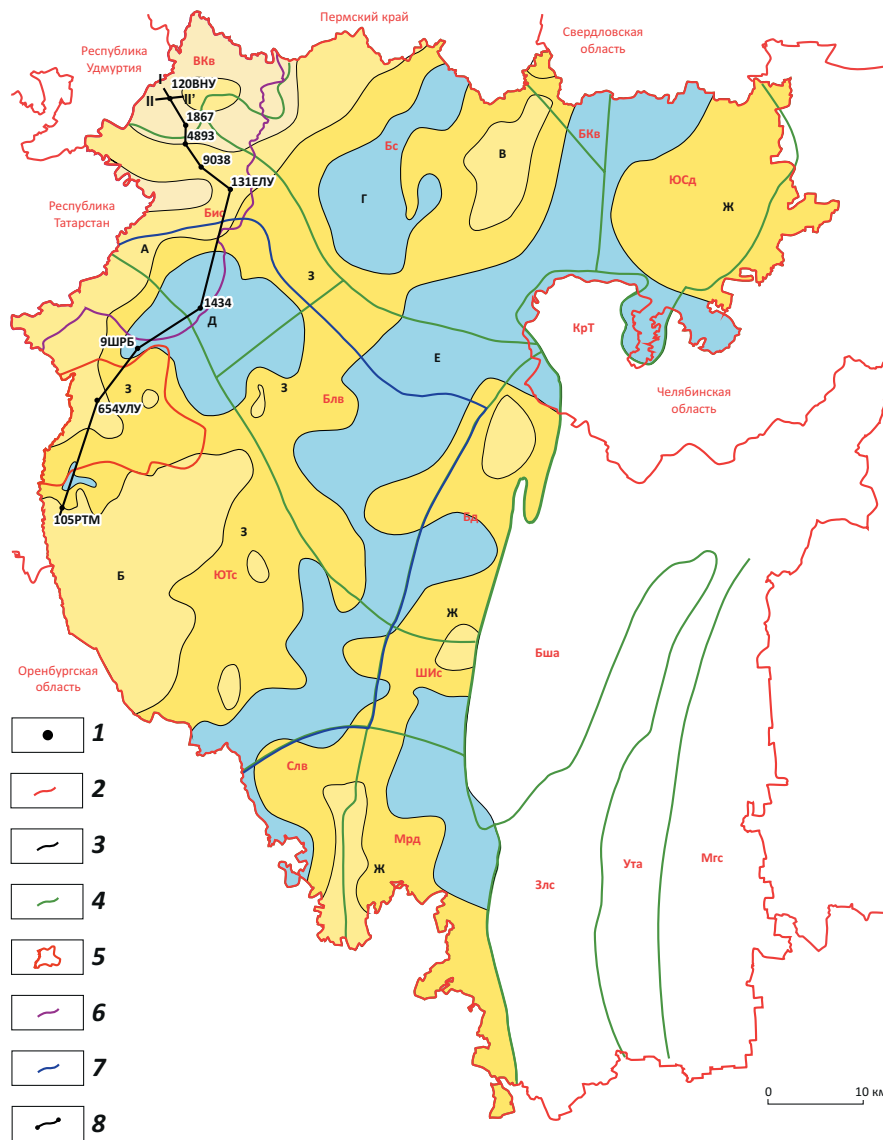 Пермский край
Свердловская
область
Республика
Удмуртия
ВКв
I
120ВНУ
II
II'
1867
4893
9038
131ЕЛУ
Бс
В
БКв
ЮСд
Г
Ж
Республика
Татарстан
Бис
А
З
1434
Д
9ШРБ
КрТ
Е
З
З
Блв
Челябинская
область
654УЛУ
105РТМ
Бд
З
Б
ЮТс
Ж
Бша
ШИс
Оренбургская
область
1
2
3
4
5
6
7
8
Слв
Мрд
Ж
Злс
Ута
Мгс
0
10 км